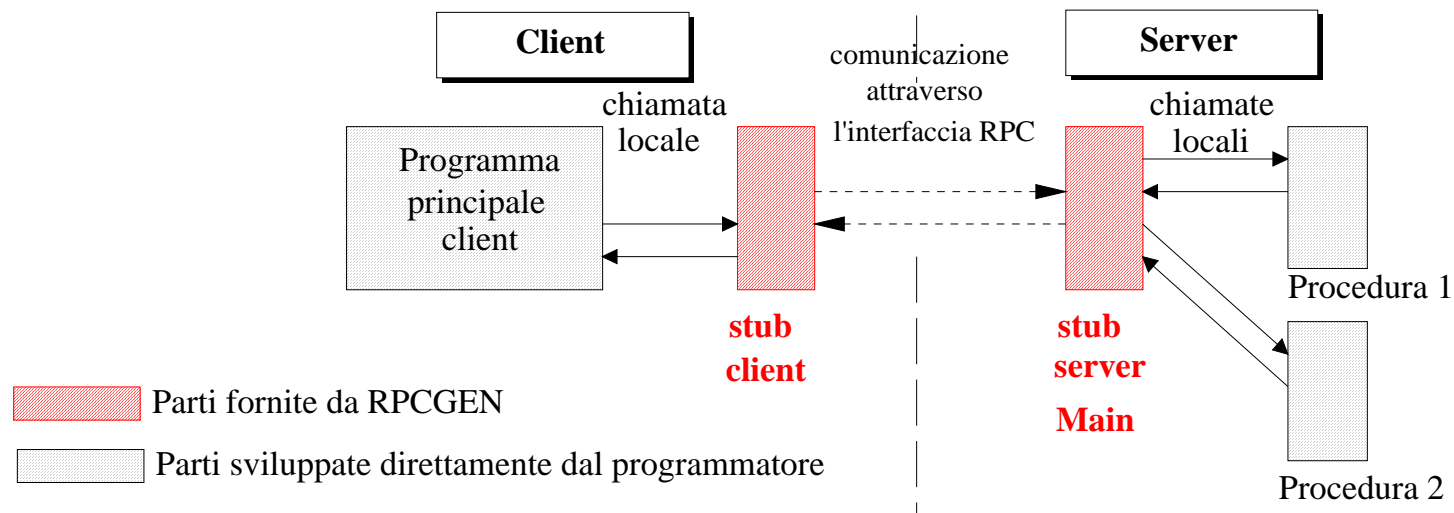 Client
comunicazione
attraverso
l'interfaccia RPC
Server
chiamata
locale
chiamate
locali
Programma
principale
client
Procedura 1
stub
client
stub
server
Main
Parti fornite da RPCGEN
Parti sviluppate direttamente dal programmatore
Procedura 2